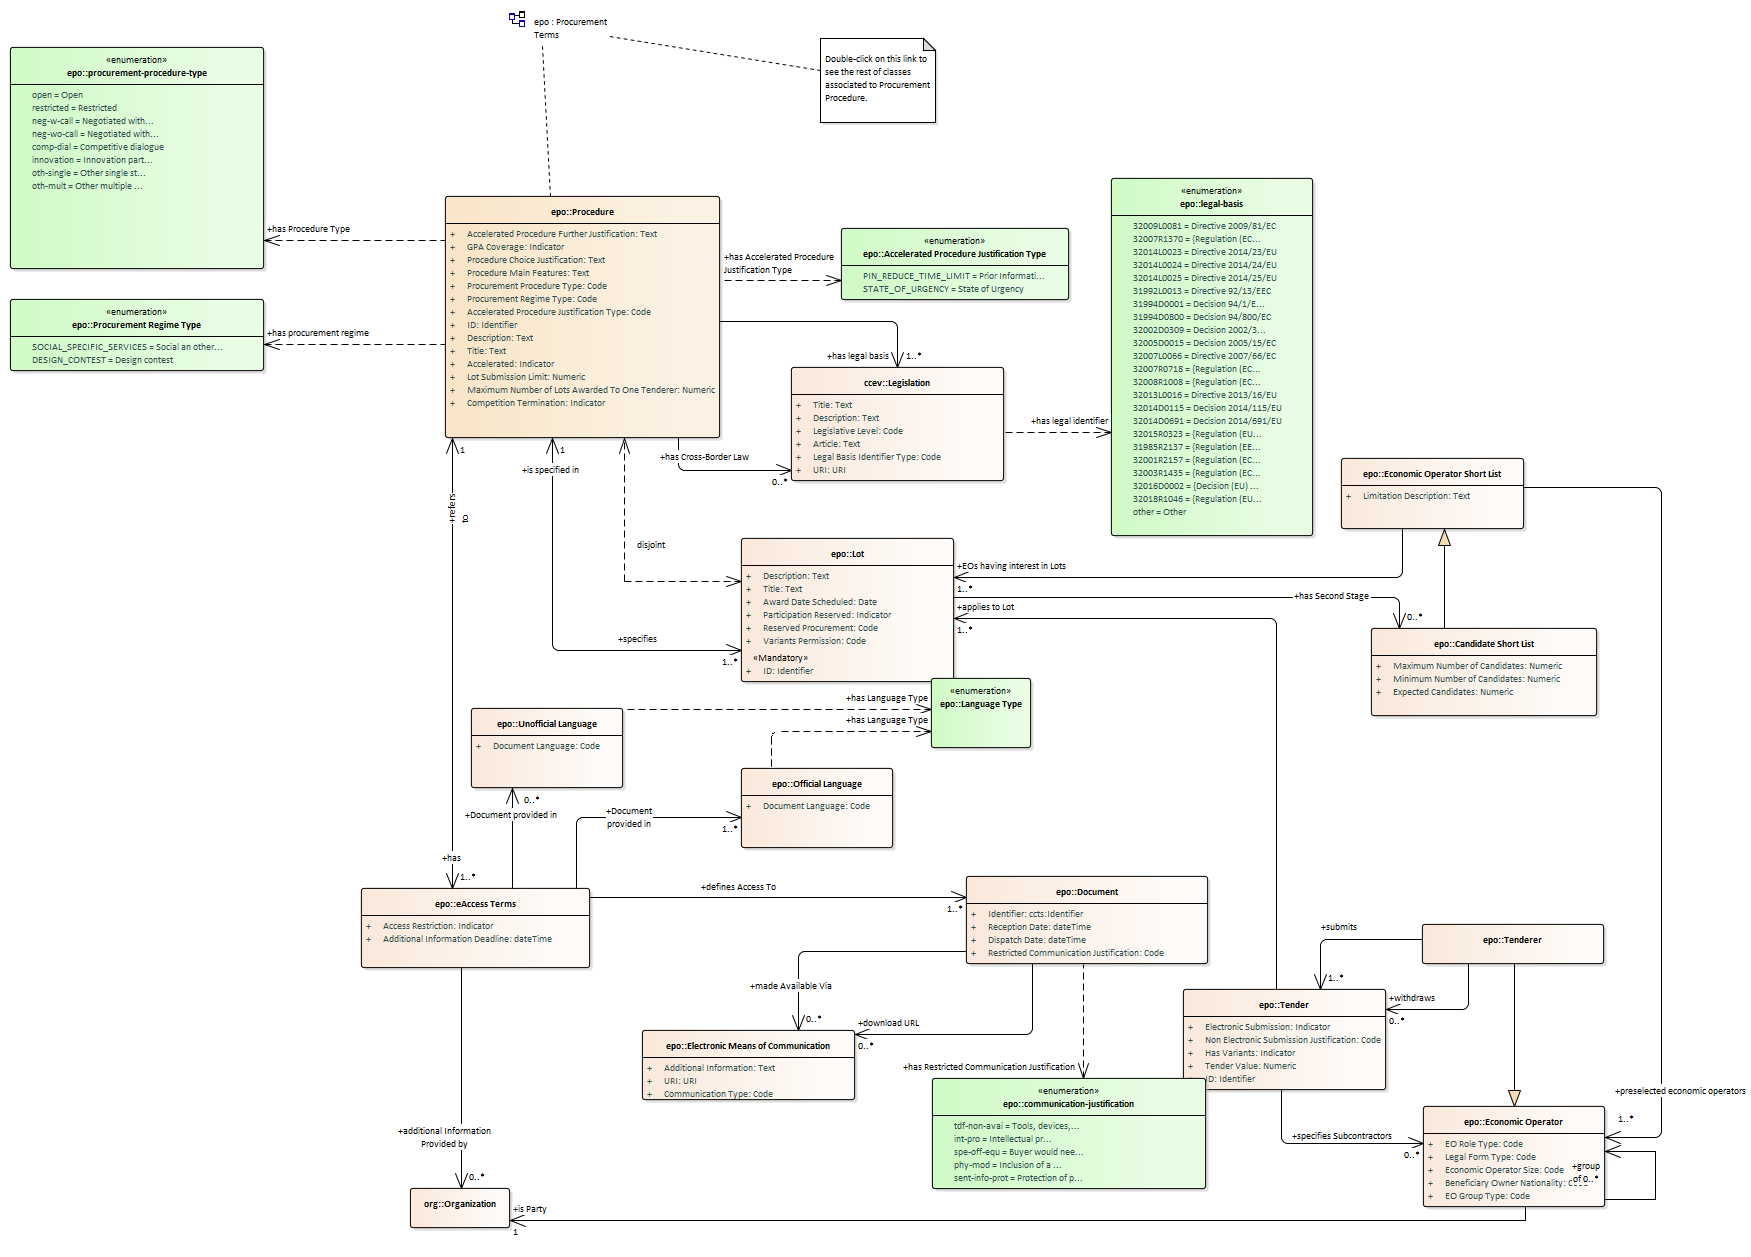 epo : Procurement
Terms
Double-click on this link to
see the rest of classes
associated to Procurement
Procedure.
«enumeration»
epo::procurement-procedure-type
open = Open
restricted = Restricted
neg-w-call = Negotiated with...
neg-wo-call = Negotiated with...
comp-dial = Competitive dialogue
innovation = Innovation part...
oth-single = Other single st...
oth-mult = Other multiple ...
+has Procedure Type
«enumeration»
epo::Procurement Regime Type
SOCIAL_SPECIFIC_SERVICES = Social an other...
DESIGN_CONTEST = Design contest
+has procurement regime
epo::Procedure
+ Accelerated Procedure Further Justification: Text
+ GPA Coverage: Indicator
+ Procedure Choice Justification: Text
+ Procedure Main Features: Text
+ Procurement Procedure Type: Code
+ Procurement Regime Type: Code
+ Accelerated Procedure Justification Type: Code
+ ID: Identifier
+ Description: Text
+ Title: Text
+ Accelerated: Indicator
+ Lot Submission Limit: Numeric
+ Maximum Number of Lots Awarded To One Tenderer: Numeric
+ Competition Termination: Indicator
+has Accelerated Procedure
Justification Type
«enumeration»
epo::Accelerated Procedure Justification Type
PIN_REDUCE_TIME_LIMIT = Prior Informati...
STATE_OF_URGENCY = State of Urgency
+has legal basis
1..*
ccev::Legislation
+ Title: Text
+ Description: Text
+ Legislative Level: Code
+ Article: Text
+ Legal Basis Identifier Type: Code
+ URI: URI
+has Cross-Border Law
0..*
+has legal identifier
«enumeration»
epo::legal-basis
32009L0081 = Directive 2009/81/EC
32007R1370 = {Regulation (EC...
32014L0023 = Directive 2014/23/EU
32014L0024 = Directive 2014/24/EU
32014L0025 = Directive 2014/25/EU
31992L0013 = Directive 92/13/EEC
31994D0001 = Decision 94/1/E...
31994D0800 = Decision 94/800/EC
32002D0309 = Decision 2002/3...
32005D0015 = Decision 2005/15/EC
32007L0066 = Directive 2007/66/EC
32007R0718 = {Regulation (EC...
32008R1008 = {Regulation (EC...
32013L0016 = Directive 2013/16/EU
32014D0115 = Decision 2014/115/EU
32014D0691 = Decision 2014/691/EU
32015R0323 = {Regulation (EU...
31985R2137 = {Regulation (EE...
32001R2157 = {Regulation (EC...
32003R1435 = {Regulation (EC...
32016D0002 = {Decision (EU) ...
32018R1046 = {Regulation (EU...
other = Other
1
+refers
to
+is specified in
1
disjoint
+specifies
1..*
epo::Lot
+ Description: Text
+ Title: Text
+ Award Date Scheduled: Date
+ Participation Reserved: Indicator
+ Reserved Procurement: Code
+ Variants Permission: Code
«Mandatory»
+ ID: Identifier
+EOs having interest in Lots
1..*
+has Second Stage
0..*
+applies to Lot
1..*
epo::Economic Operator Short List
+ Limitation Description: Text
epo::Candidate Short List
+ Maximum Number of Candidates: Numeric
+ Minimum Number of Candidates: Numeric
+ Expected Candidates: Numeric
+has Language Type
+has Language Type
«enumeration»
epo::Language Type
epo::Unofficial Language
+ Document Language: Code
epo::Official Language
+ Document Language: Code
0..*
+Document provided in
+Document
provided in
1..*
+has
1..*
epo::eAccess Terms
+ Access Restriction: Indicator
+ Additional Information Deadline: dateTime
+defines Access To
1..*
epo::Document
+ Identifier: ccts:Identifier
+ Reception Date: dateTime
+ Dispatch Date: dateTime
+ Restricted Communication Justification: Code
+made Available Via
0..*
+download URL
0..*
epo::Electronic Means of Communication
+ Additional Information: Text
+ URI: URI
+ Communication Type: Code
+has Restricted Communication Justification
«enumeration»
epo::communication-justification
tdf-non-avai = Tools, devices,...
int-pro = Intellectual pr...
spe-off-equ = Buyer would nee...
phy-mod = Inclusion of a ...
sent-info-prot = Protection of p...
epo::Tenderer
+submits
1..*
+withdraws
0..*
epo::Tender
+ Electronic Submission: Indicator
+ Non Electronic Submission Justification: Code
+ Has Variants: Indicator
+ Tender Value: Numeric
ID: Identifier
+specifies Subcontractors
0..*
+preselected economic operators
1..*
epo::Economic Operator
+ EO Role Type: Code
+ Legal Form Type: Code
+ Economic Operator Size: Code
+ Beneficiary Owner Nationality:
+ EO Group Type: Code
+group
of 0..*
+additional Information
Provided by
0..*
org::Organization
+is Party
1